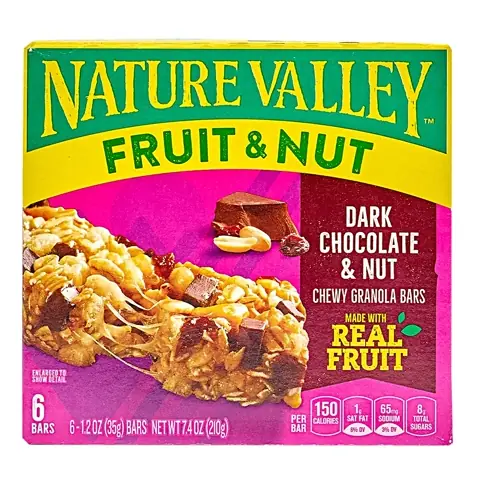 NATURE VALLEY™
FRUIT & NUT
DARK
CHOCOLATE
& NUT
CHEWY GRANOLA BARS
MADE WITH
REAL
FRUIT
ENLARGED TO
SHOW DETAIL
6
BARS
6-1.2 OZ (35g) BARS NET WT 7.4 OZ (210g)
PER
BAR
150
CALORIES
1g
SAT FAT
6% DV
65mg
SODIUM
3% DV
8g
TOTAL
SUGARS